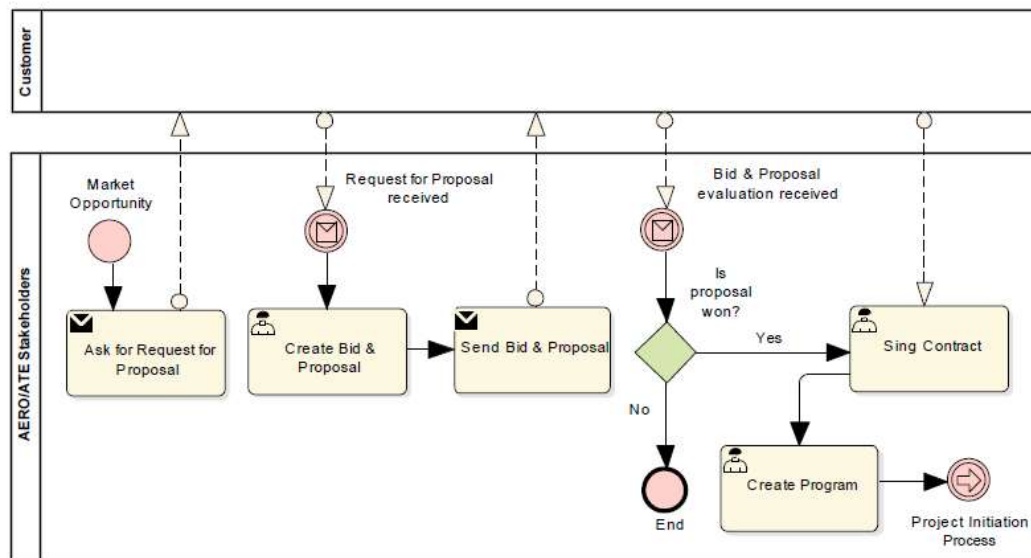 Customer
AERO/ATE Stakeholders
Market
Opportunity
Request for Proposal
received
Bid & Proposal
evaluation received
Is
proposal
won?
Ask for Request for
Proposal
Create Bid &
Proposal
Send Bid & Proposal
Yes
Sing Contract
No
Create Program
End
Project Initiation
Process